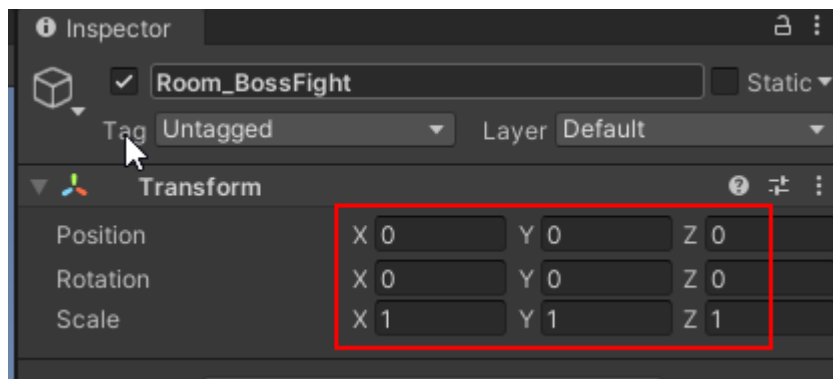 Inspector
Room_BossFight Static
Tag Untagged Layer Default
Transform
Position X 0 Y 0 Z 0
Rotation X 0 Y 0 Z 0
Scale X 1 Y 1 Z 1